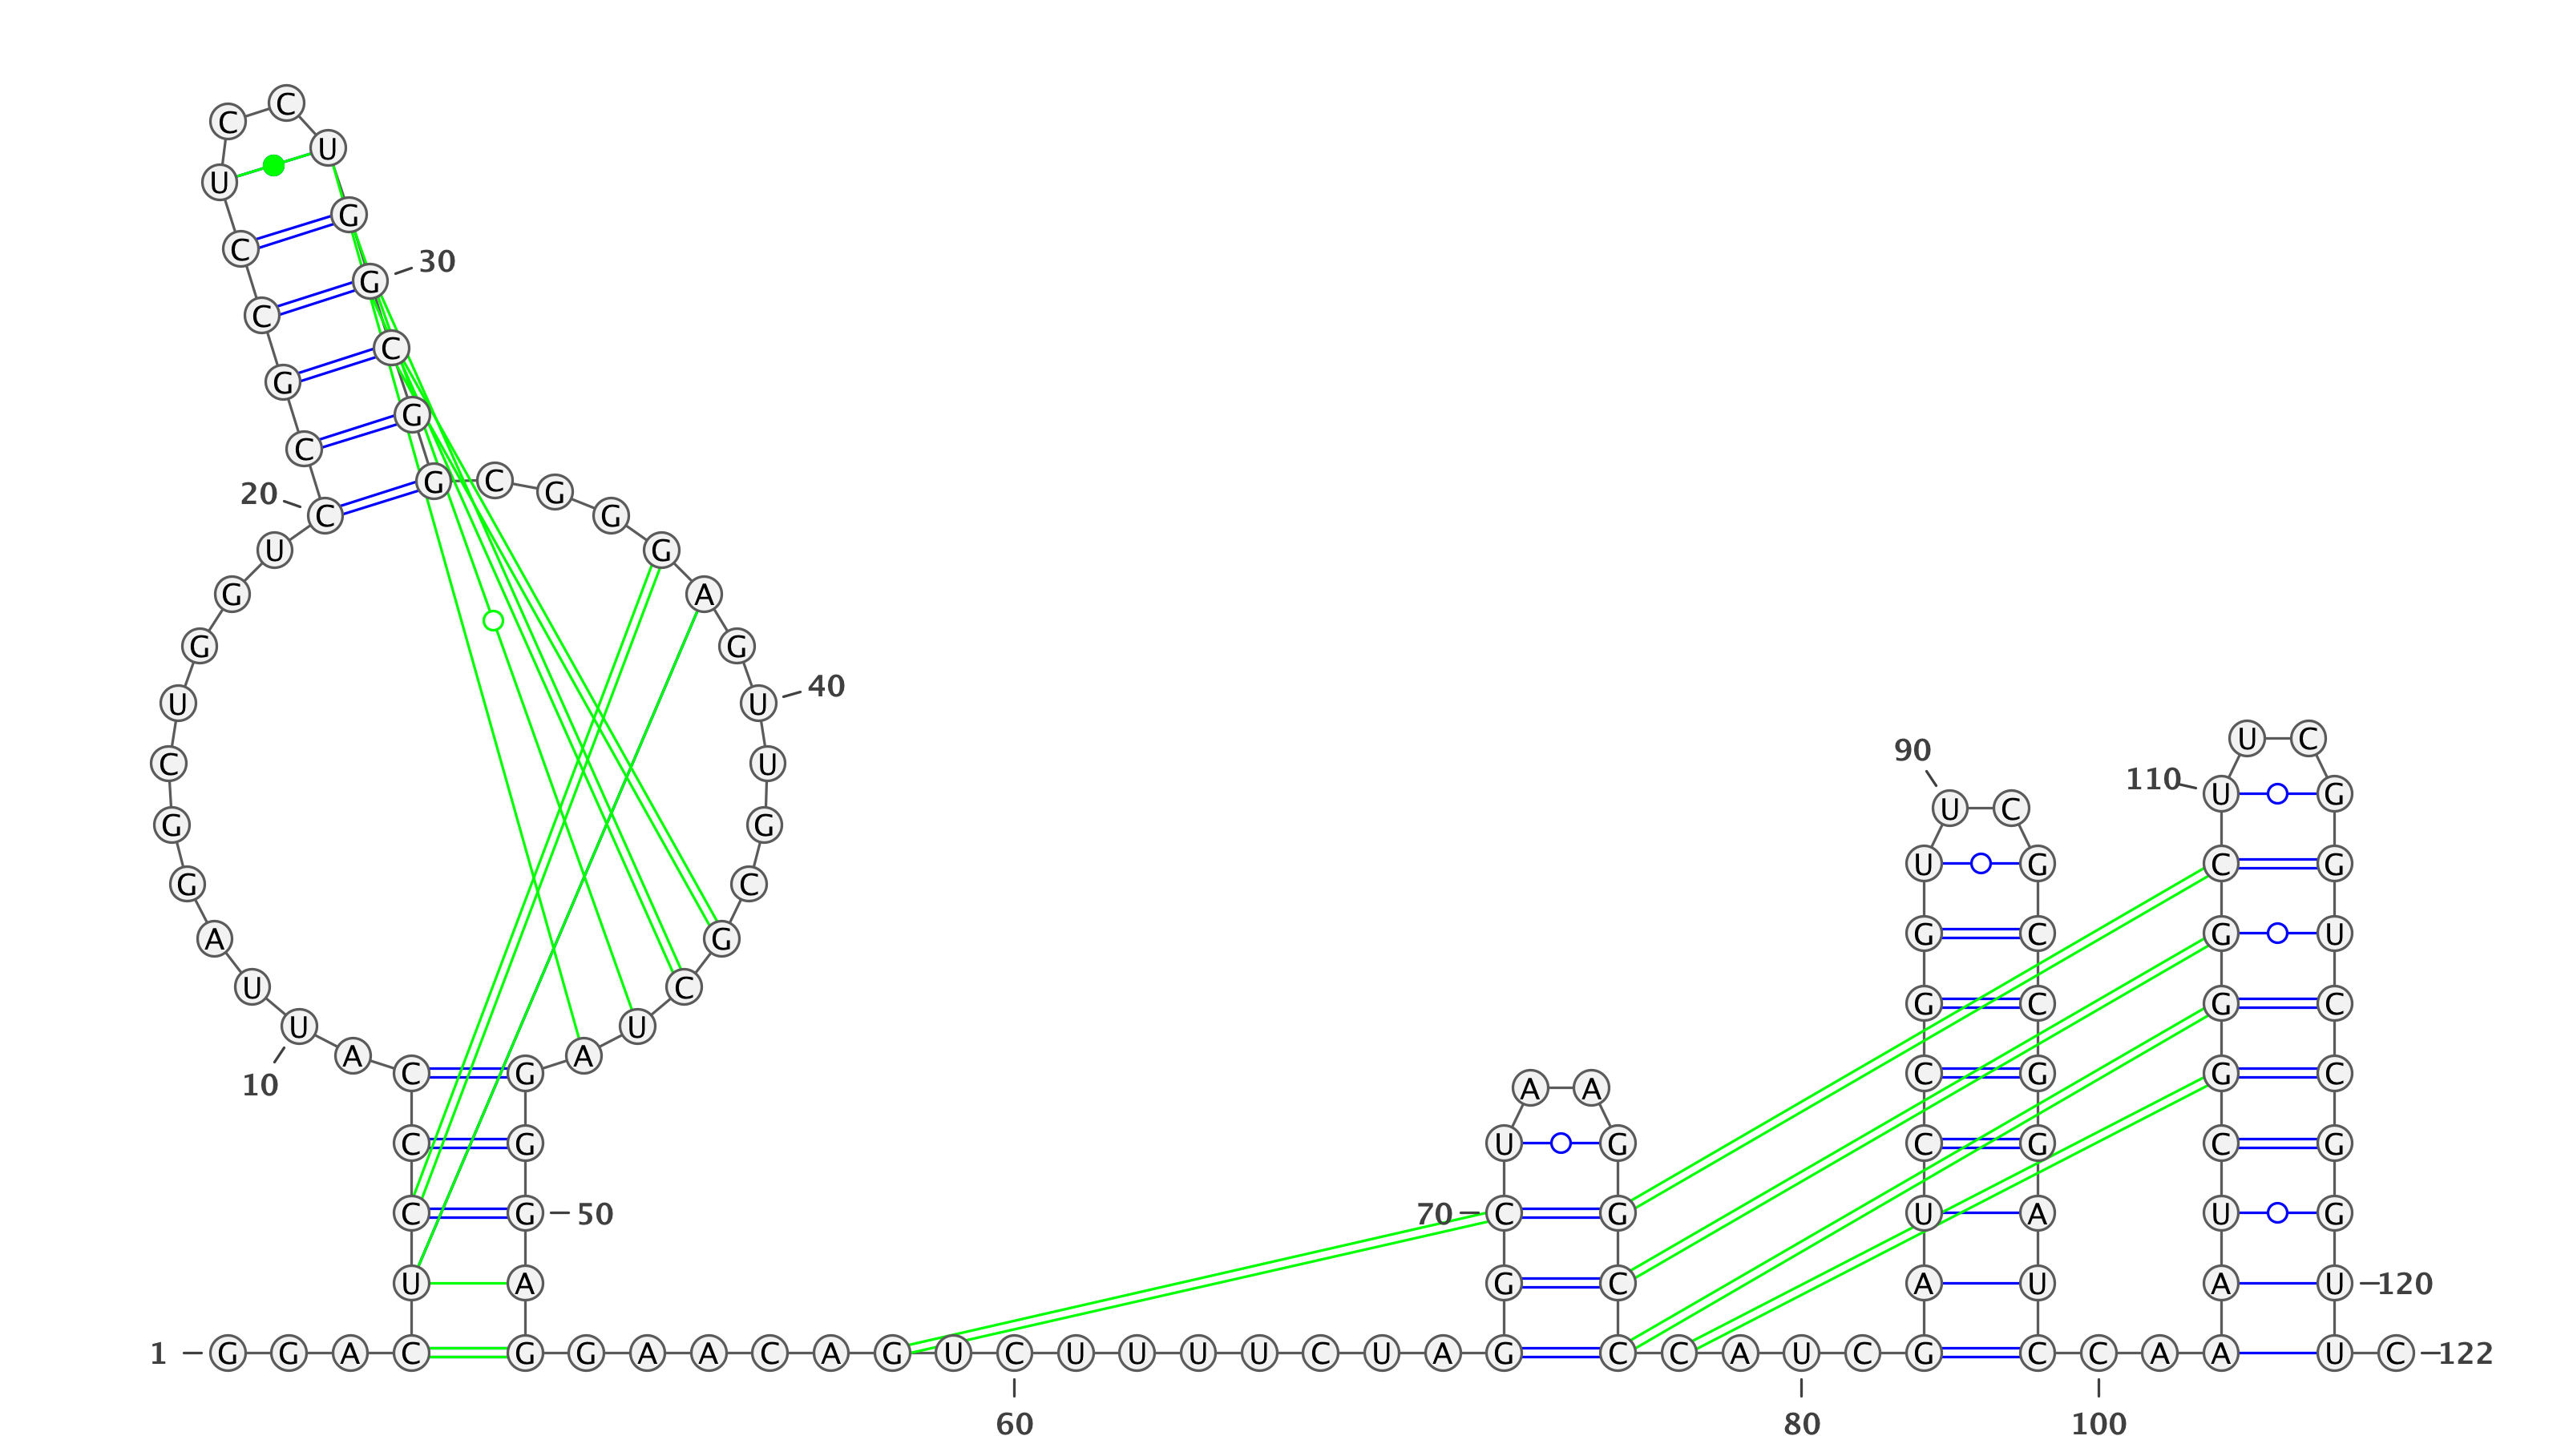 C
C
U
U
G
C
30
G
C
C
G
G
C
G C G
20
C G
U G
G A
G G
U U 40
U C
90
C U
110 U G
U C
G G
U G C G
G C
A G G C G U
U C
G C G C
U U
A A
C G C G G C
10 A A
C G U G C G C G
C G 50 70 C G U A U G
U A G C A U A U 120
1 G G A C G G A A C A G U C U U U U C U A G C C A U C G C C A A U C 122
60 80 100